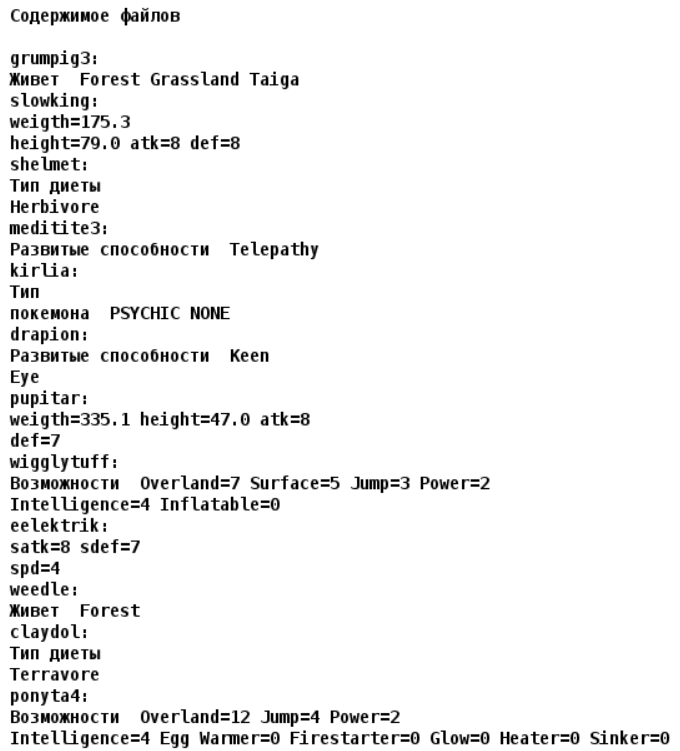 Содержимое файлов
grumpig3:
Живет  Forest Grassland Taiga
slowking:
weigth=175.3
height=79.0 atk=8 def=8
shelmet:
Тип диеты
Herbivore
meditite3:
Развитые способности  Telepathy
kirlia:
Тип
покемона  PSYCHIC NONE
drapion:
Развитые способности  Keen
Eye
pupitar:
weigth=335.1 height=47.0 atk=8
def=7
wigglytuff:
Возможности  Overland=7 Surface=5 Jump=3 Power=2
Intelligence=4 Inflatable=0
eelektrik:
satk=8 sdef=7
spd=4
weedle:
Живет  Forest
claydol:
Тип диеты
Terravore
ponyta4:
Возможности  Overland=12 Jump=4 Power=2
Intelligence=4 Egg Warmer=0 Firestarter=0 Glow=0 Heater=0 Sinker=0